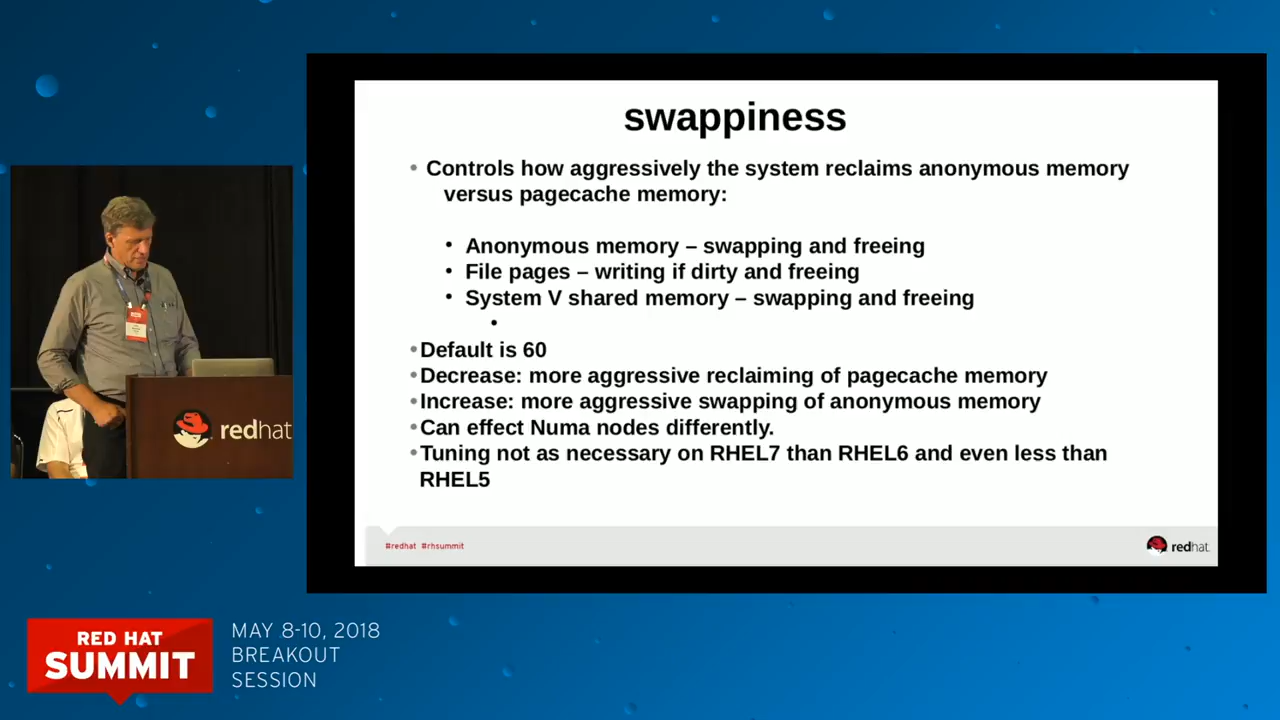 swappiness
• Controls how aggressively the system reclaims anonymous memory
versus pagecache memory:
• Anonymous memory – swapping and freeing
• File pages – writing if dirty and freeing
• System V shared memory – swapping and freeing
•
•Default is 60
•Decrease: more aggressive reclaiming of pagecache memory
•Increase: more aggressive swapping of anonymous memory
•Can effect Numa nodes differently.
•Tuning not as necessary on RHEL7 than RHEL6 and even less than
RHEL5
#redhat #rhsummit
redhat.
redhat
RED HAT
SUMMIT
MAY 8-10, 2018
BREAKOUT
SESSION